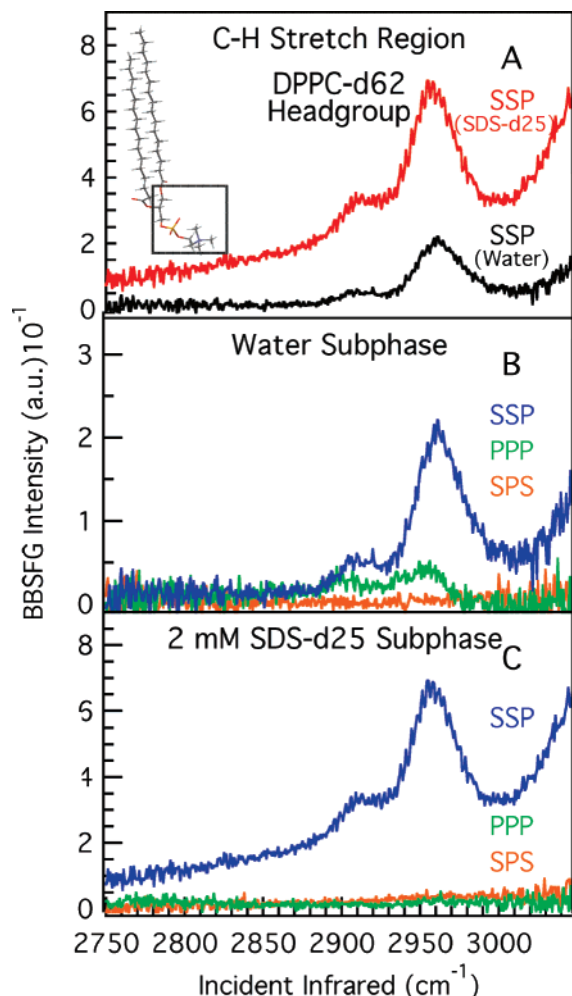 C-H Stretch Region
A
DPPC-d62
Headgroup
SSP
(SDS-d25)
SSP
(Water)
8
6
4
2
0
Water Subphase
B
SSP
PPP
SPS
3
2
1
0
2 mM SDS-d25 Subphase
C
SSP
PPP
SPS
8
6
4
2
0
BBSFG Intensity (a.u.)10⁻¹
2750 2800 2850 2900 2950 3000
Incident Infrared (cm⁻¹)